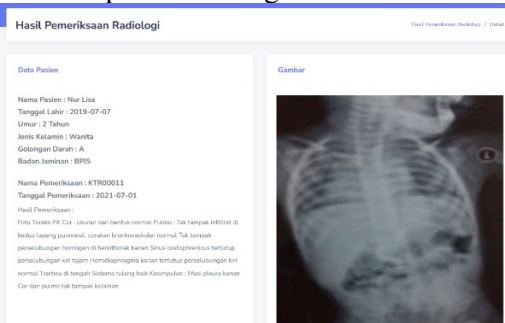 Hasil Pemeriksaan Radiologi
Hasil Pemeriksaan Radiologi / Detail
Data Pasien
Nama Pasien : Nur Lisa
Tanggal Lahir : 2019-07-07
Umur : 2 Tahun
Jenis Kelamin : Wanita
Golongan Darah : A
Badan Jaminan : BPJS
Nama Pemeriksaan : KTR00011
Tanggal Pemeriksaan : 2021-07-01
Hasil Pemeriksaan :
Foto Toraks PA Cor : ukuran dan bentuk normal Pulmo : Tak tampak infiltrat di
kedua lapang pulmonal, corakan bronkovaskuler normal Tak tampak
perselubungan homogen di hemithorak kanan Sinus costophrenicus tertutup
perselubungan kiri tajam Hemidiaphragma kanan tertutup perselubungan kiri
normal Trachea di tengah Sistema tulang baik Kesimpulan : Efusi pleura kanan
Cor dan pulmo tak tampak kelainan
Gambar